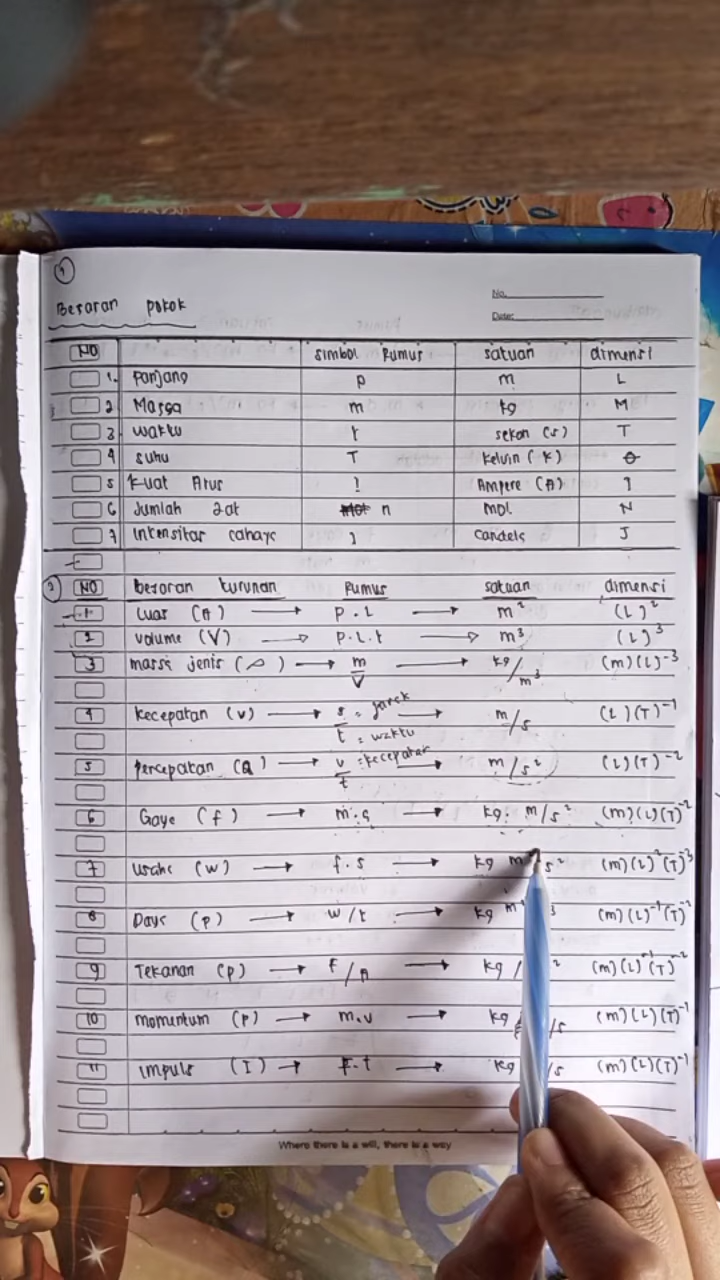 1
Besaran pokok
No.
Date:
NO simbol Rumus satuan dimensi
1. Panjang p m L
2 Massa m kg M
3 waktu t sekon (s) T
4 suhu T Kelvin (K) θ
5 Kuat Arus I Ampere (A) I
6 Jumlah zat n mol N
7 Intensitas cahaya J candela J
2 NO besaran turunan Rumus satuan dimensi
1 Luas (A) → p . L → m² (L)²
2 volume (V) → p . L . t → m³ (L)³
3 massa jenis (ρ) → m/V → kg/m³ (m)(L)⁻³
4 kecepatan (v) → s/t = jarak → m/s (L)(T)⁻¹
= waktu
5 Percepatan (a) → v/t = kecepatan → m/s² (L)(T)⁻²
6 Gaya (f) → m . a → kg . m/s² (m)(L)(T)⁻²
7 usaha (w) → f . s → kg m s² (m)(L)²(T)⁻³
8 Daya (p) → w/t → kg m 3 (m)(L)⁻¹(T)⁻²
9 Tekanan (p) → F/A → kg / 2 (m)(L)⁻¹(T)⁻²
10 momentum (p) → m.v → kg /s (m)(L)(T)⁻¹
11 Impuls (I) → F.t → kg /s (m)(L)(T)⁻¹
Where there is a will, there is a way